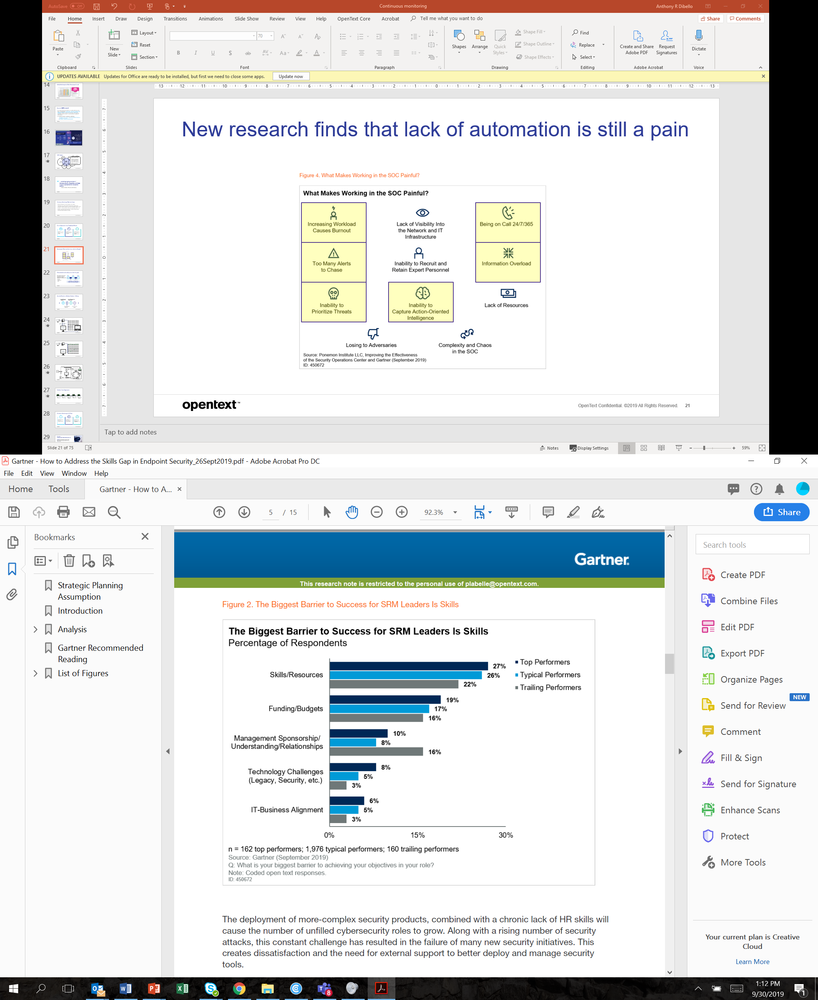 AutoSave Off
Continuous monitoring
Anthony R Dibello
File Home Insert Draw Design Transitions Animations Slide Show Review View Help OpenText Core Acrobat Tell me what you want to do
Share Comments
Paste
Clipboard
New
Slide
Layout
Reset
Section
Slides
70
Font
Paragraph
Shapes
Arrange
Quick
Styles
Shape Fill
Shape Outline
Shape Effects
Drawing
Find
Replace
Select
Editing
Create and Share
Adobe PDF
Request
Signatures
Adobe Acrobat
Dictate
Voice
UPDATES AVAILABLE Updates for Office are ready to be installed, but first we need to close some apps. Update now
14
15
16
17
18
19
20
21
22
23
24
25
26
27
28
29
New research finds that lack of automation is still a pain
Figure 4. What Makes Working in the SOC Painful?
What Makes Working in the SOC Painful?
Increasing Workload
Causes Burnout
Lack of Visibility Into
the Network and IT
Infrastructure
Being on Call 24/7/365
Too Many Alerts
to Chase
Inability to Recruit and
Retain Expert Personnel
Information Overload
Inability to
Prioritize Threats
Inability to
Capture Action-Oriented
Intelligence
Lack of Resources
Losing to Adversaries
Complexity and Chaos
in the SOC
Source: Ponemon Institute LLC, Improving the Effectiveness
of the Security Operations Center and Gartner (September 2019)
ID: 450672
opentext™
OpenText Confidential. ©2019 All Rights Reserved. 21
Tap to add notes
Slide 21 of 75
Notes Display Settings 59%
Gartner - How to Address the Skills Gap in Endpoint Security_26Sept2019.pdf - Adobe Acrobat Pro DC
File Edit View Window Help
Home Tools Gartner - How to A...
5 / 15
92.3%
Share
Bookmarks
Strategic Planning
Assumption
Introduction
Analysis
Gartner Recommended
Reading
List of Figures
Gartner.
This research note is restricted to the personal use of plabelle@opentext.com.
Figure 2. The Biggest Barrier to Success for SRM Leaders Is Skills
The Biggest Barrier to Success for SRM Leaders Is Skills
Percentage of Respondents
Top Performers
Typical Performers
Trailing Performers
Skills/Resources
27%
26%
22%
Funding/Budgets
19%
17%
16%
Management Sponsorship/
Understanding/Relationships
10%
8%
16%
Technology Challenges
(Legacy, Security, etc.)
8%
5%
3%
IT-Business Alignment
6%
5%
3%
0% 15% 30%
n = 162 top performers; 1,976 typical performers; 160 trailing performers
Source: Gartner (September 2019)
Q: What is your biggest barrier to achieving your objectives in your role?
Note: Coded open text responses.
ID: 450672
The deployment of more-complex security products, combined with a chronic lack of HR skills will
cause the number of unfilled cybersecurity roles to grow. Along with a rising number of security
attacks, this constant challenge has resulted in the failure of many new security initiatives. This
creates dissatisfaction and the need for external support to better deploy and manage security
tools.
Search tools
Create PDF
Combine Files
Edit PDF
Export PDF
Organize Pages
NEW
Send for Review
Comment
Fill & Sign
Send for Signature
Enhance Scans
Protect
More Tools
Your current plan is Creative
Cloud
Learn More
8
1:12 PM
9/30/2019
1